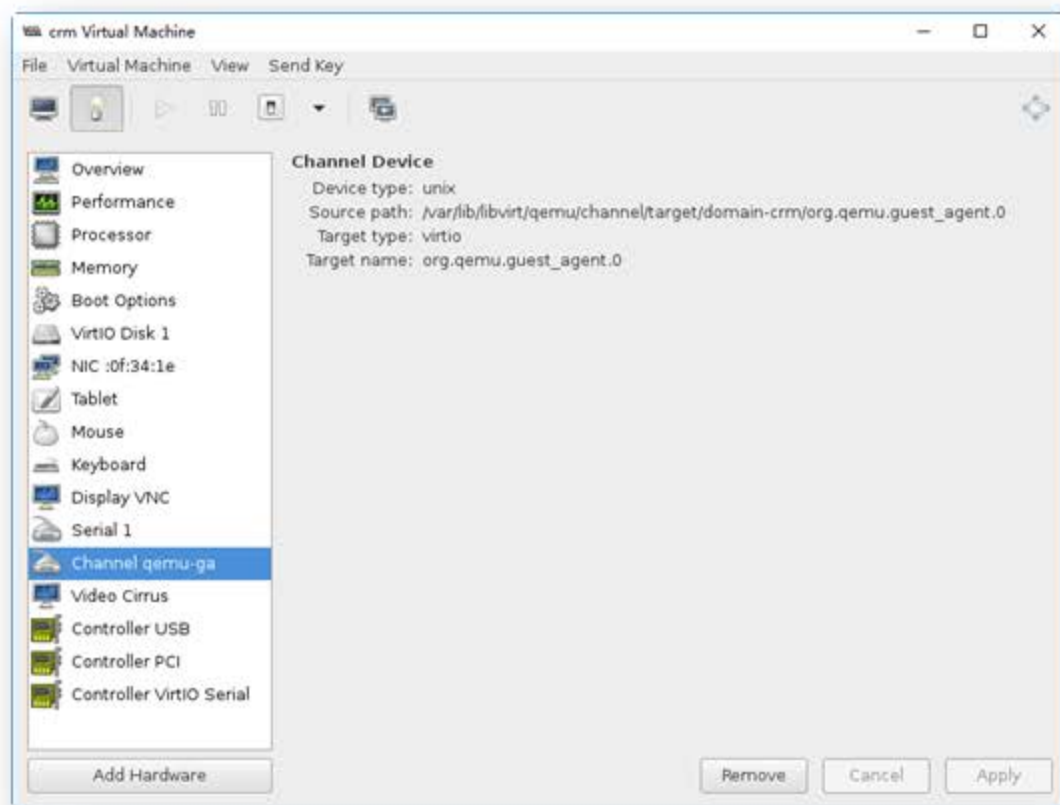 crm Virtual Machine
File Virtual Machine View Send Key
Overview
Performance
Processor
Memory
Boot Options
VirtIO Disk 1
NIC :0f:34:1e
Tablet
Mouse
Keyboard
Display VNC
Serial 1
Channel qemu-ga
Video Cirrus
Controller USB
Controller PCI
Controller VirtIO Serial
Add Hardware
Channel Device
Device type: unix
Source path: /var/lib/libvirt/qemu/channel/target/domain-crm/org.qemu.guest_agent.0
Target type: virtio
Target name: org.qemu.guest_agent.0
Remove Cancel Apply